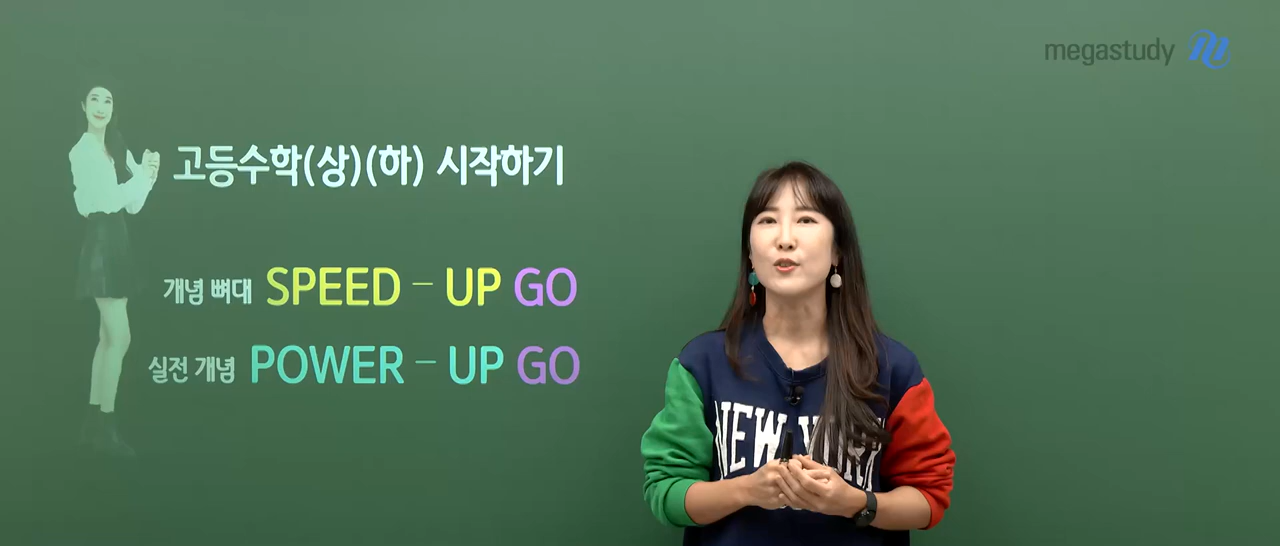 megastudy
고등수학(상)(하) 시작하기
개념 뼈대 SPEED - UP GO
실전 개념 POWER - UP GO
NEW YORK